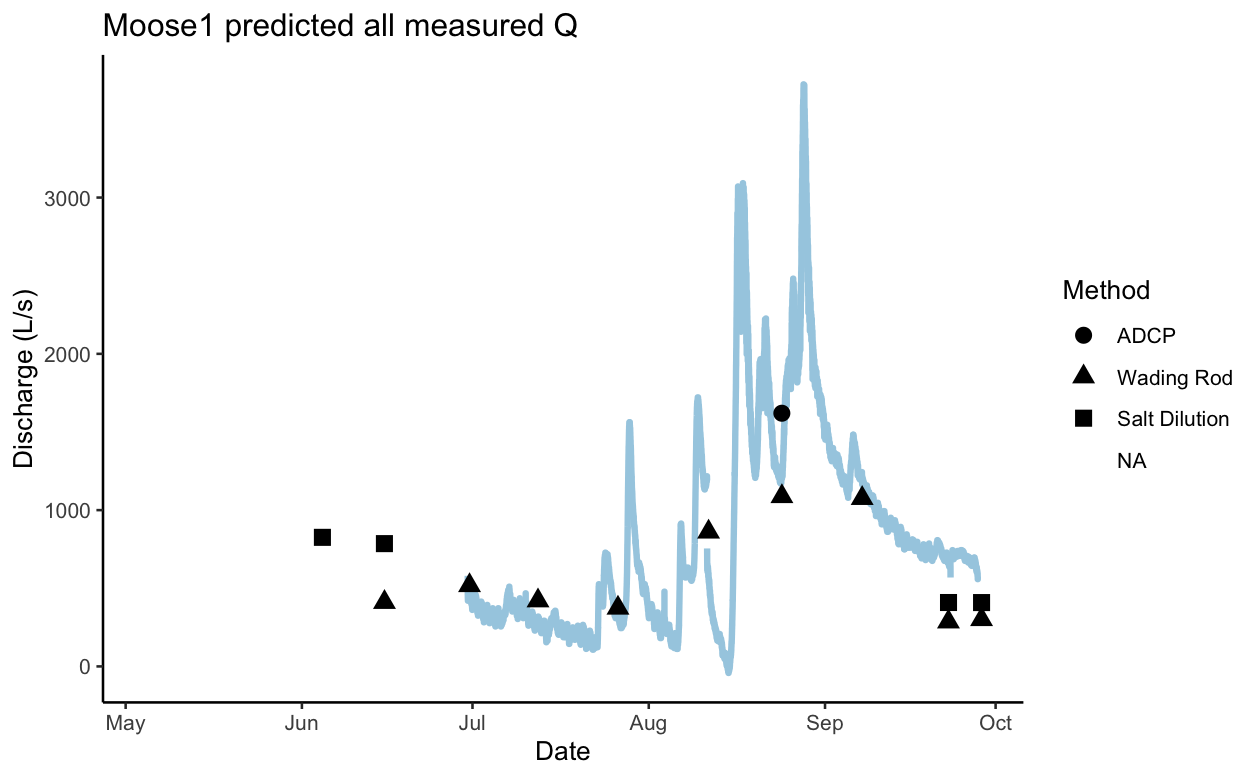 Moose1 predicted all measured Q
Discharge (L/s)
3000
2000
1000
0
May Jun Jul Aug Sep Oct
Date
Method
ADCP
Wading Rod
Salt Dilution
NA